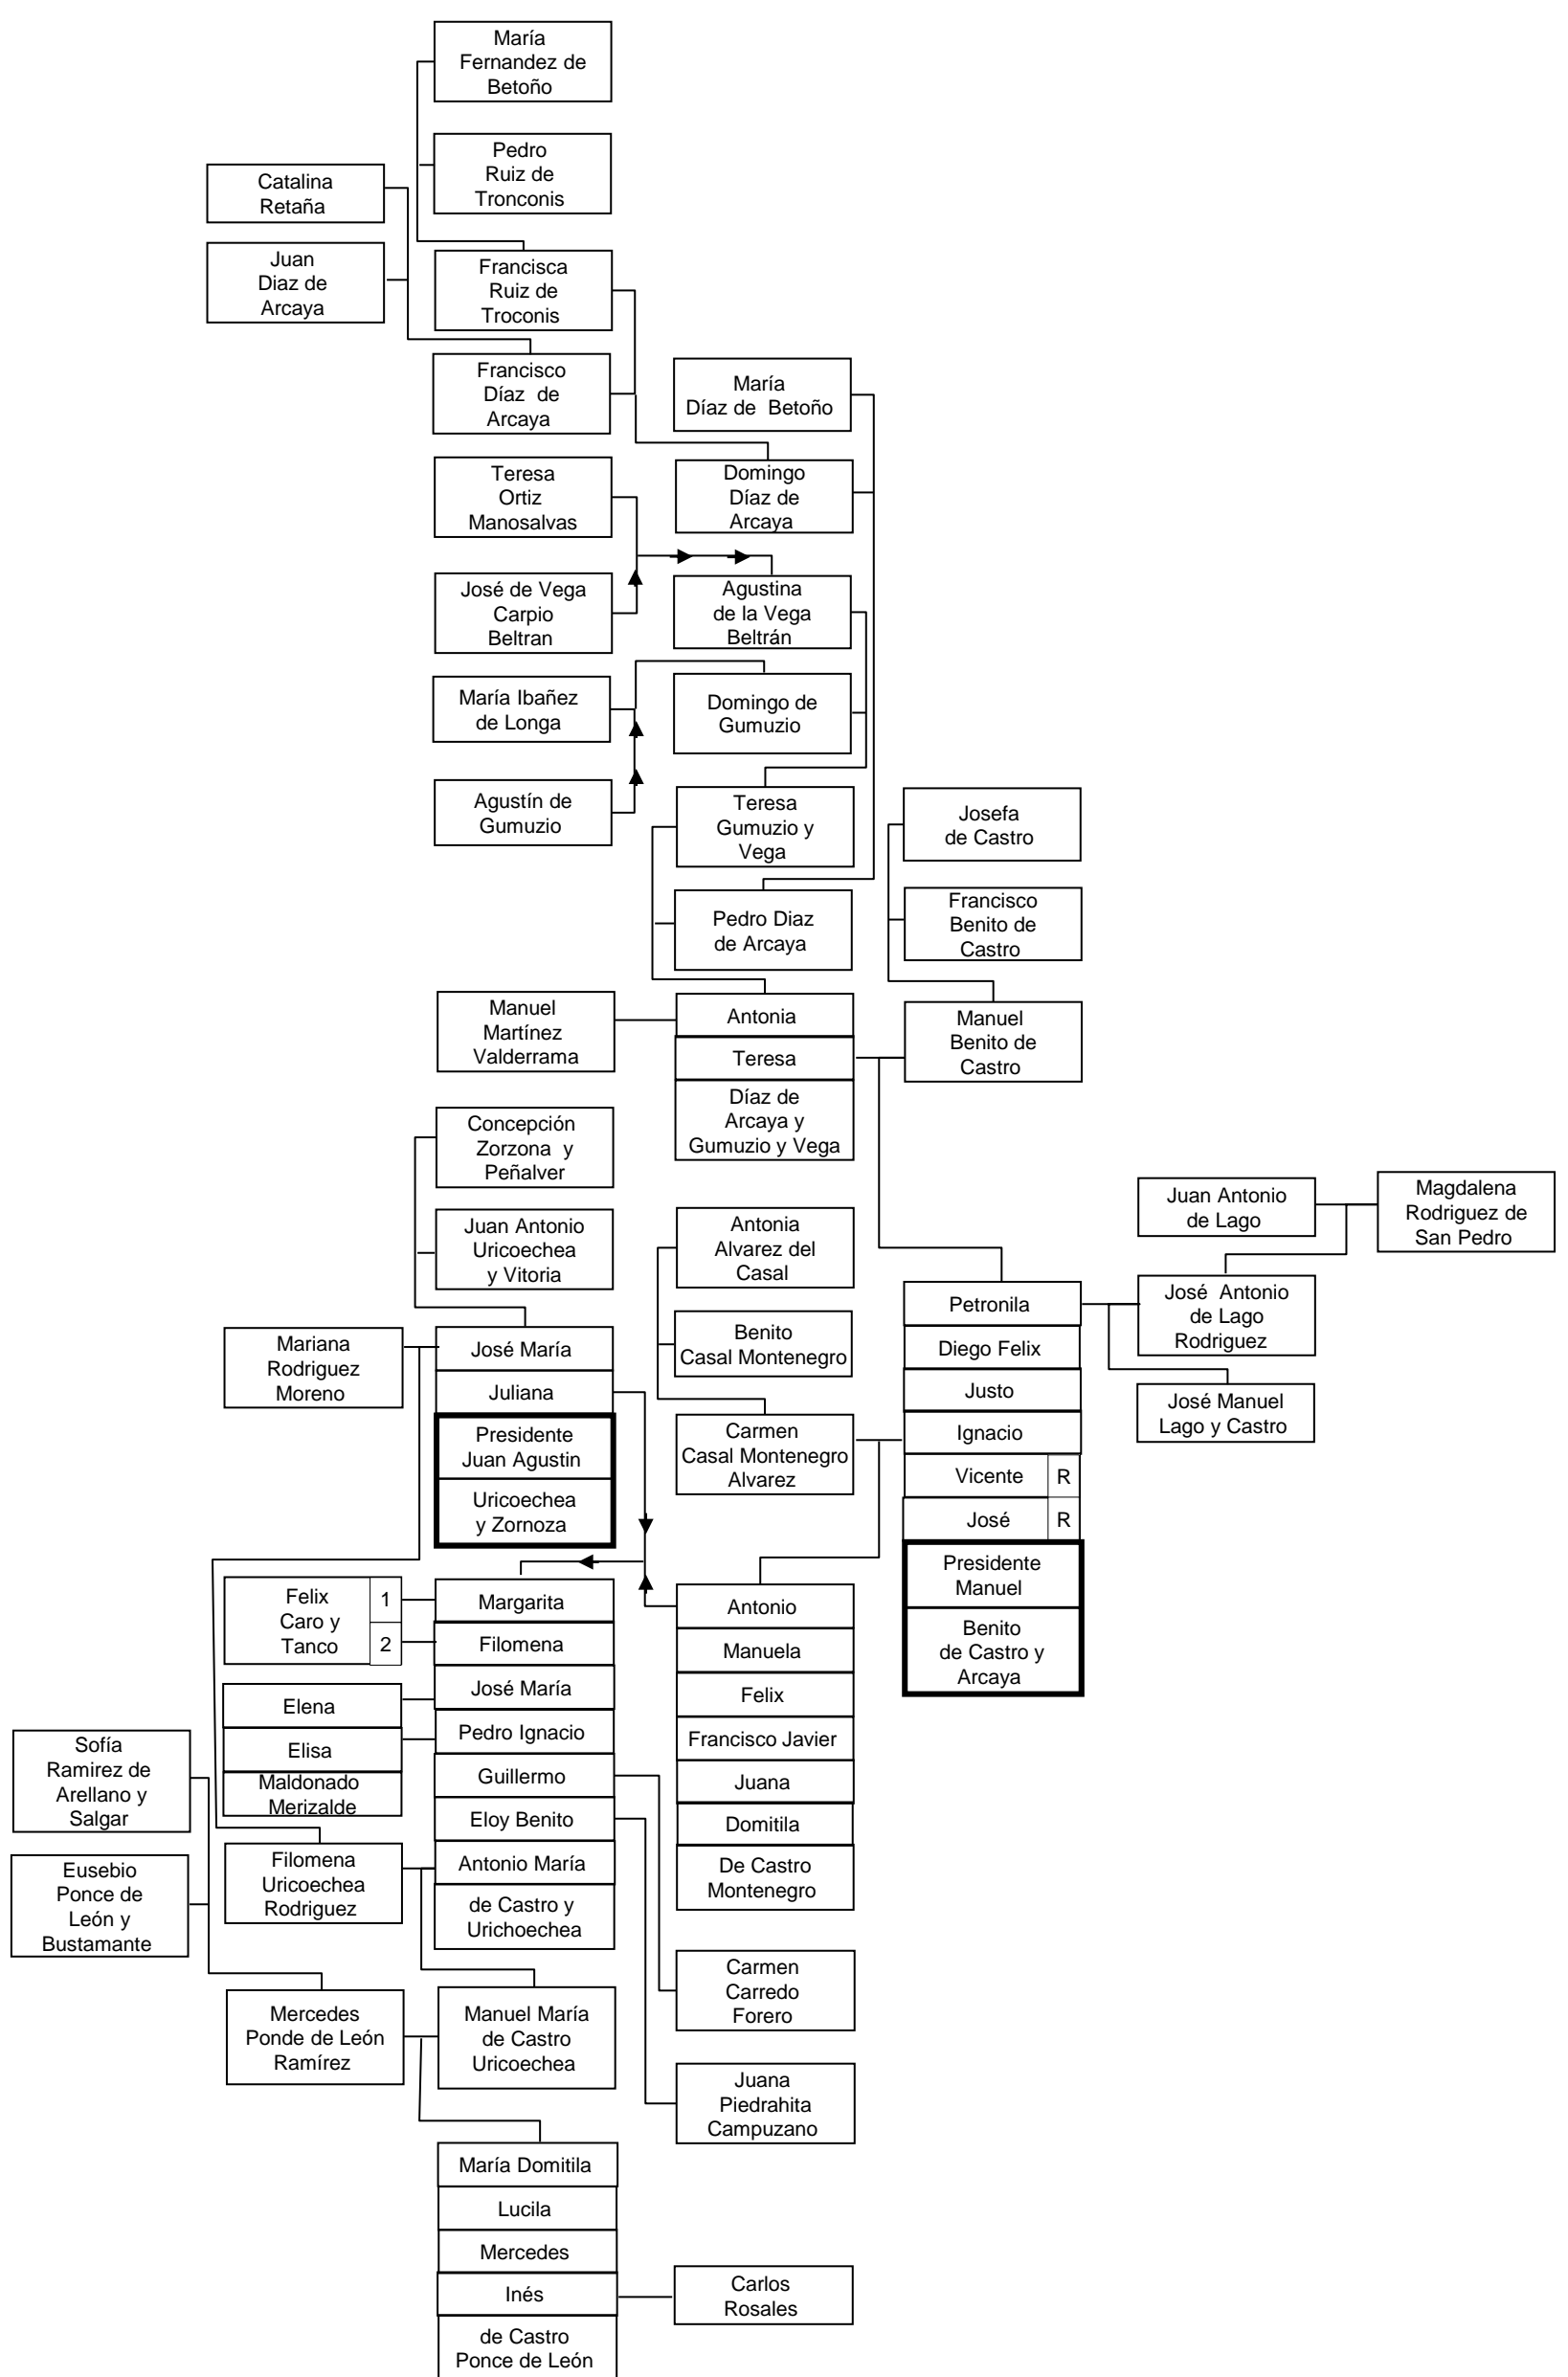 María
Fernandez de
Betoño
Pedro
Ruiz de
Tronconis
Catalina
Retaña
Juan
Diaz de
Arcaya
Francisca
Ruiz de
Troconis
Francisco
Díaz de
Arcaya
María
Díaz de Betoño
Teresa
Ortiz
Manosalvas
Domingo
Díaz de
Arcaya
José de Vega
Carpio
Beltran
Agustina
de la Vega
Beltrán
María Ibañez
de Longa
Domingo de
Gumuzio
Agustín de
Gumuzio
Teresa
Gumuzio y
Vega
Josefa
de Castro
Pedro Diaz
de Arcaya
Francisco
Benito de
Castro
Manuel
Martínez
Valderrama
Antonia
Teresa
Díaz de
Arcaya y
Gumuzio y Vega
Manuel
Benito de
Castro
Concepción
Zorzona y
Peñalver
Juan Antonio
Uricoechea
y Vitoria
Antonia
Alvarez del
Casal
Benito
Casal Montenegro
Juan Antonio
de Lago
Magdalena
Rodriguez de
San Pedro
Petronila
Diego Felix
Justo
Ignacio
Vicente R
José R
Presidente
Manuel
Benito
de Castro y
Arcaya
José Antonio
de Lago
Rodriguez
José Manuel
Lago y Castro
Mariana
Rodriguez
Moreno
José María
Juliana
Presidente
Juan Agustin
Uricoechea
y Zornoza
Carmen
Casal Montenegro
Alvarez
Felix
Caro y
Tanco
1
2
Margarita
Filomena
José María
Pedro Ignacio
Guillermo
Eloy Benito
Antonio María
de Castro y
Urichoechea
Antonio
Manuela
Felix
Francisco Javier
Juana
Domitila
De Castro
Montenegro
Elena
Elisa
Maldonado
Merizalde
Sofía
Ramirez de
Arellano y
Salgar
Eusebio
Ponce de
León y
Bustamante
Filomena
Uricoechea
Rodriguez
Carmen
Carredo
Forero
Mercedes
Ponde de León
Ramírez
Manuel María
de Castro
Uricoechea
Juana
Piedrahita
Campuzano
María Domitila
Lucila
Mercedes
Inés
de Castro
Ponce de León
Carlos
Rosales